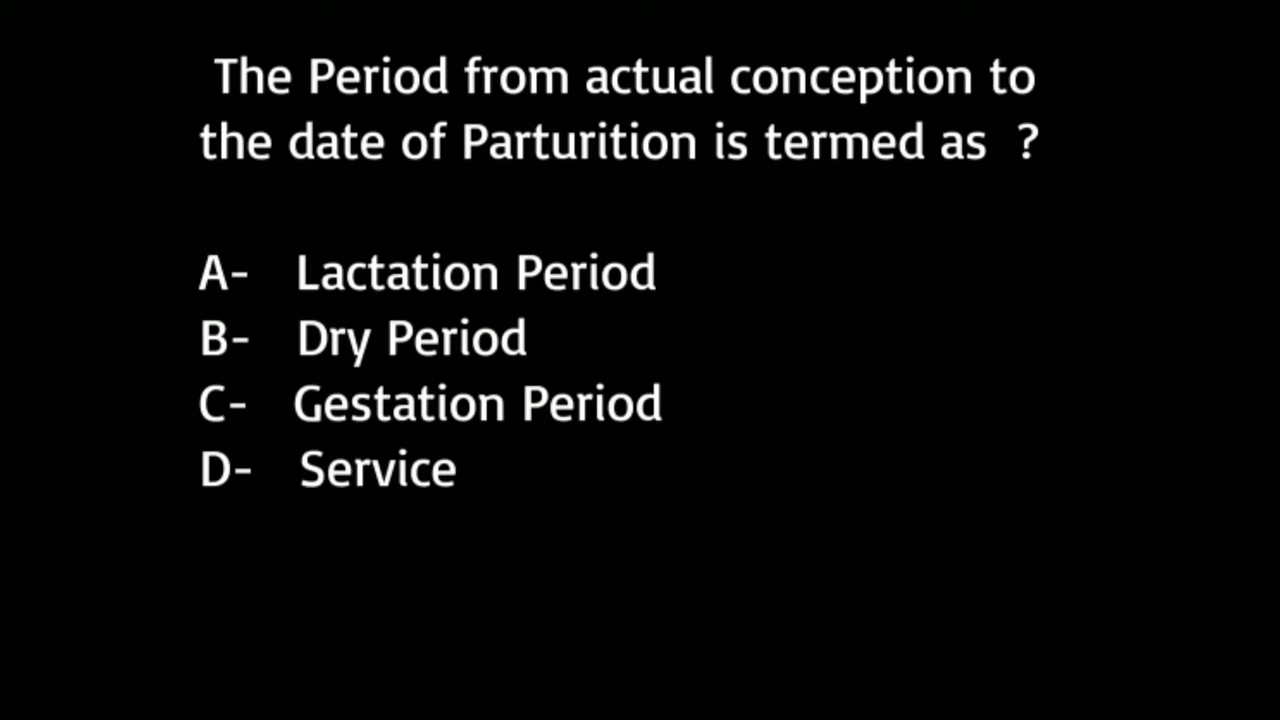 The Period from actual conception to
the date of Parturition is termed as ?
A- Lactation Period
B- Dry Period
C- Gestation Period
D- Service